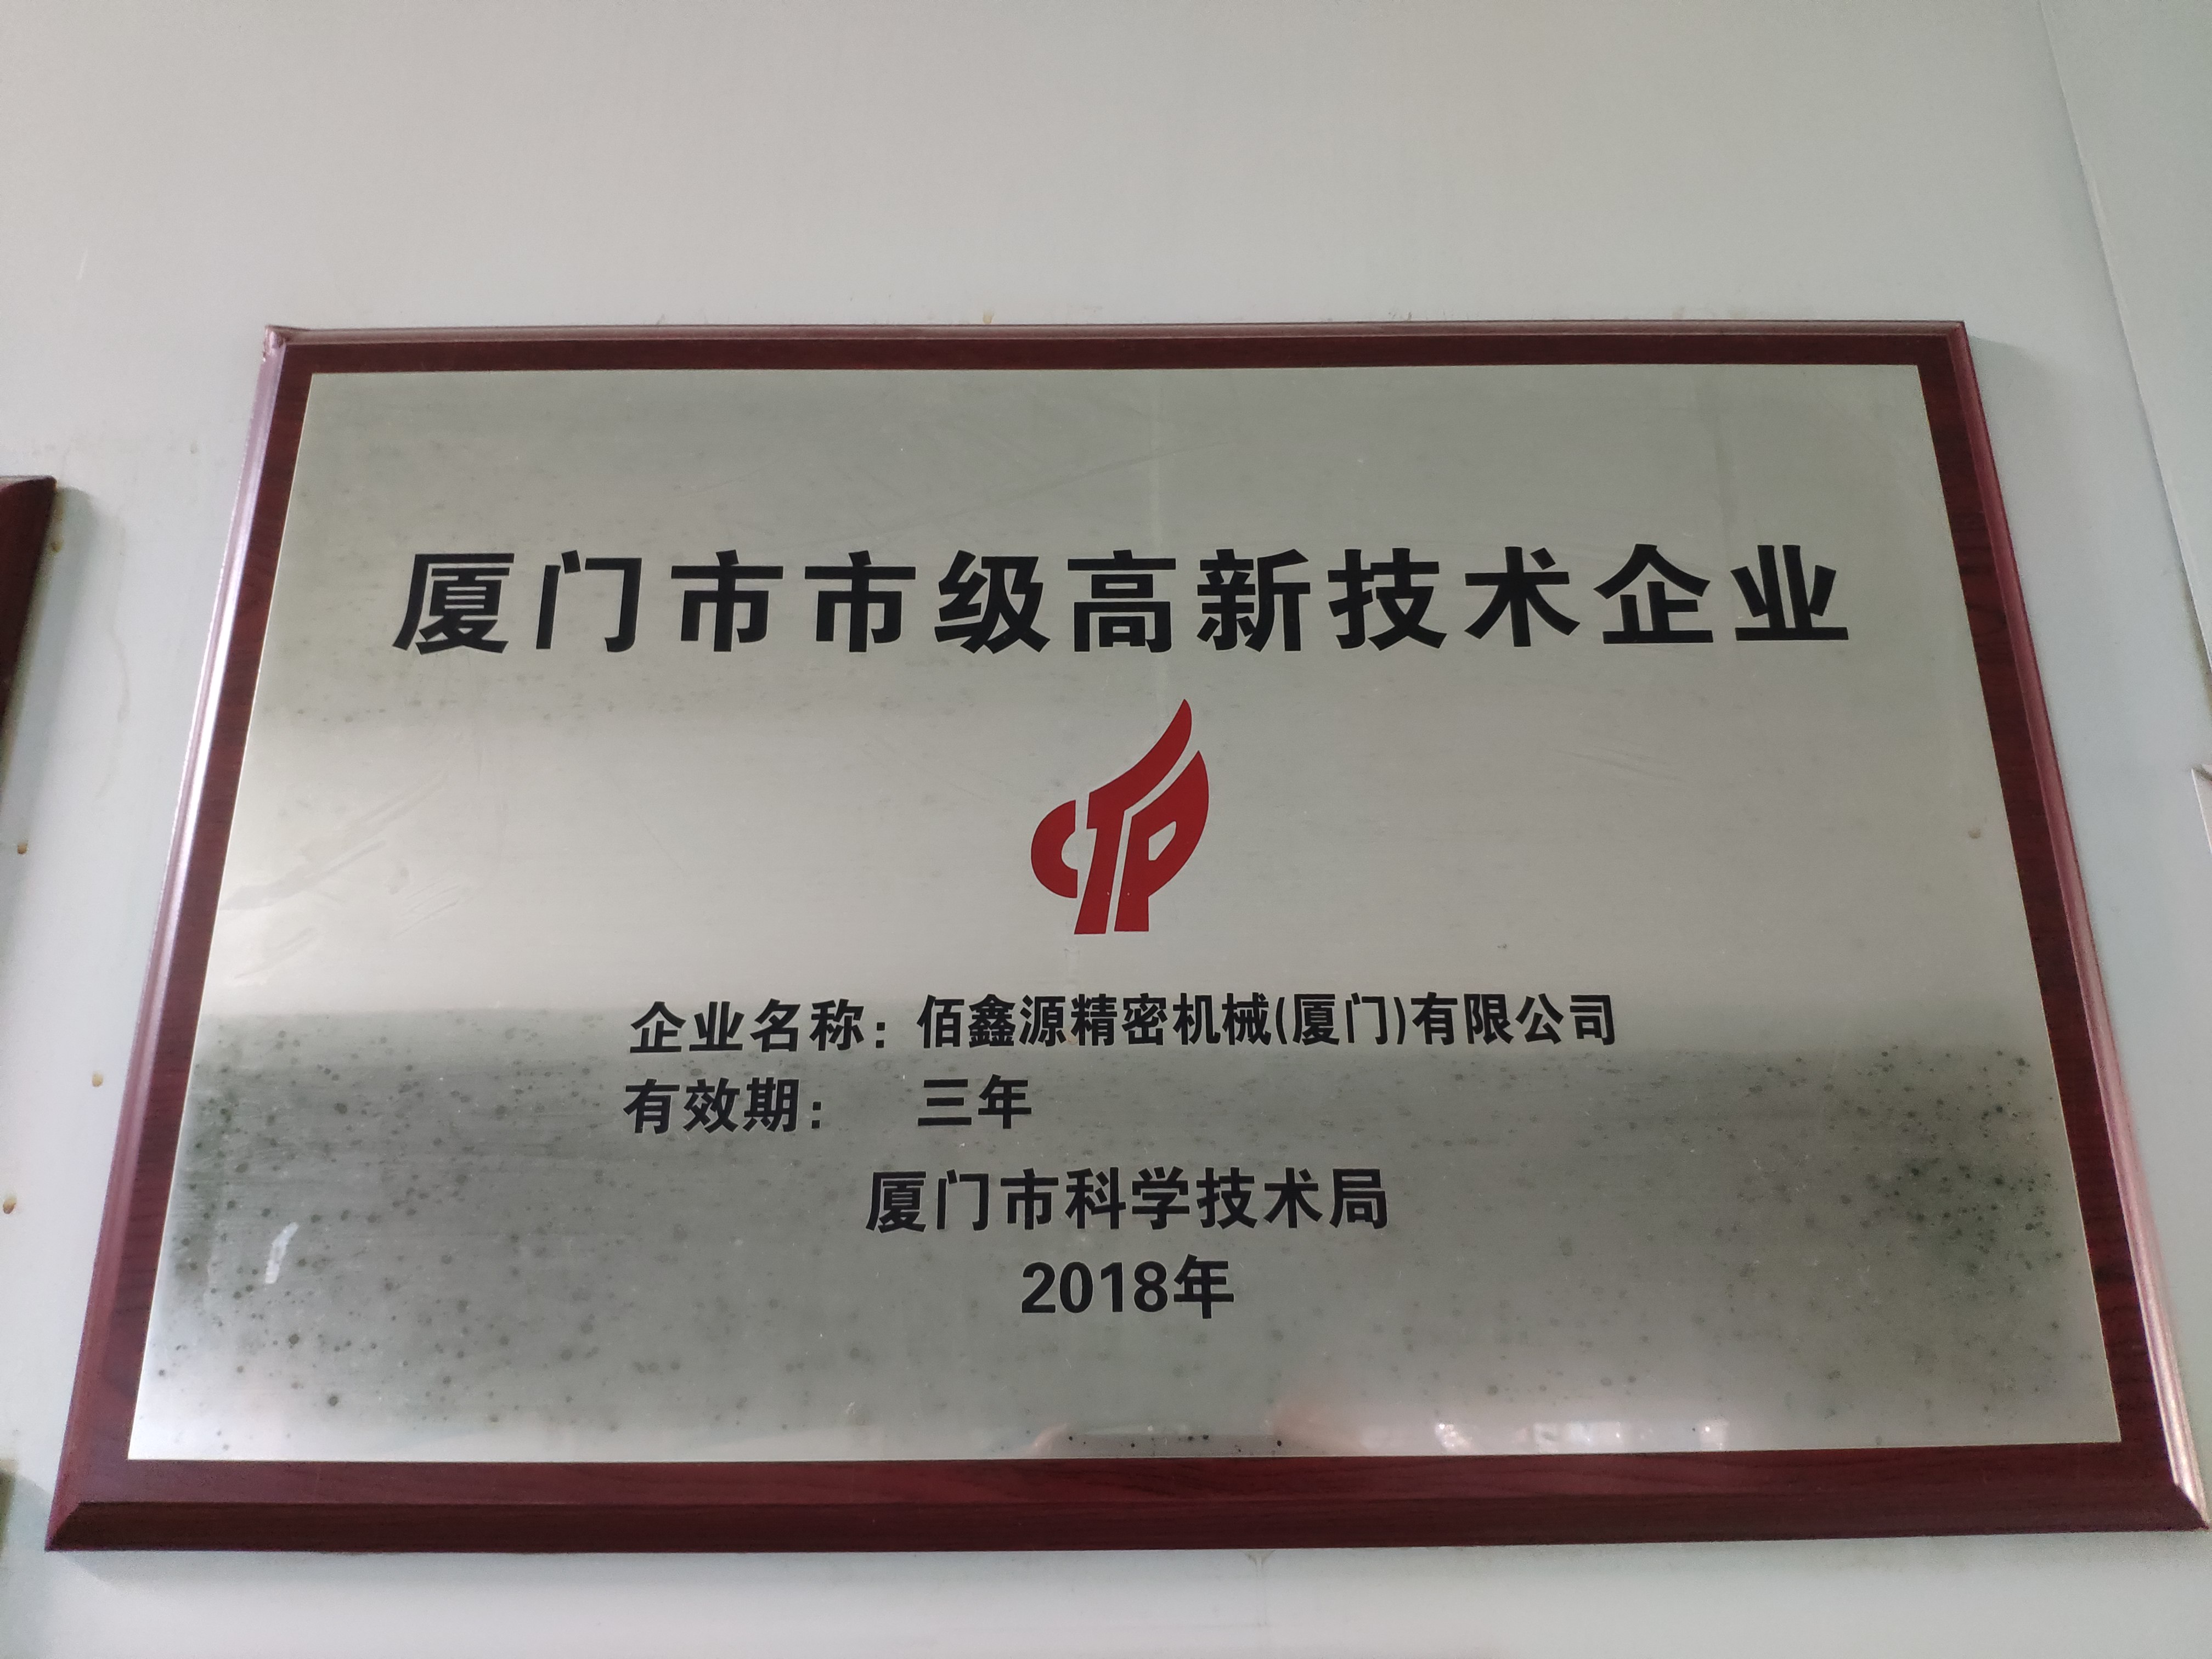 厦门市市级高新技术企业
CTP
企业名称：佰鑫源精密机械(厦门)有限公司
有效期：　三年
厦门市科学技术局
2018年